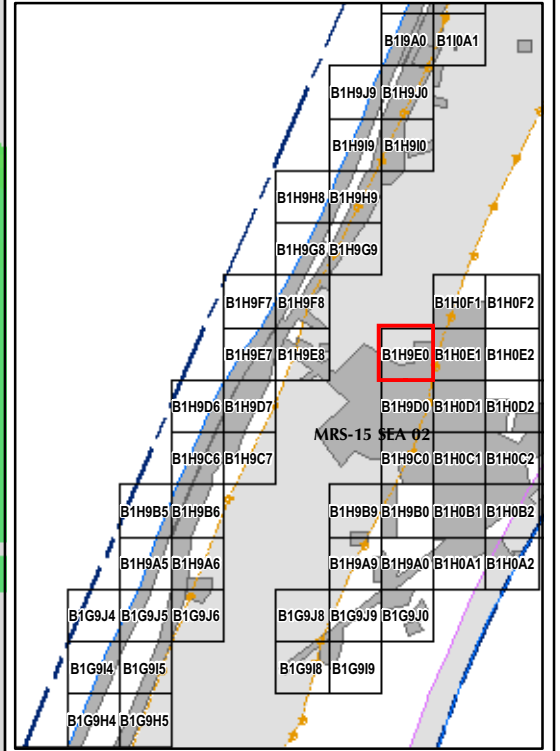 B1I9A0 B1I0A1
B1H9J9 B1H9J0
B1H9I9 B1H9I0
B1H9H8 B1H9H9
B1H9G8 B1H9G9
B1H9F7 B1H9F8 B1H0F1 B1H0F2
B1H9E7 B1H9E8 B1H9E0 B1H0E1 B1H0E2
B1H9D6 B1H9D7 B1H9D0 B1H0D1 B1H0D2
MRS-15 SEA 02
B1H9C6 B1H9C7 B1H9C0 B1H0C1 B1H0C2
B1H9B5 B1H9B6 B1H9B9 B1H9B0 B1H0B1 B1H0B2
B1H9A5 B1H9A6 B1H9A9 B1H9A0 B1H0A1 B1H0A2
B1G9J4 B1G9J5 B1G9J6 B1G9J8 B1G9J9 B1G9J0
B1G9I4 B1G9I5 B1G9I8 B1G9I9
B1G9H4 B1G9H5